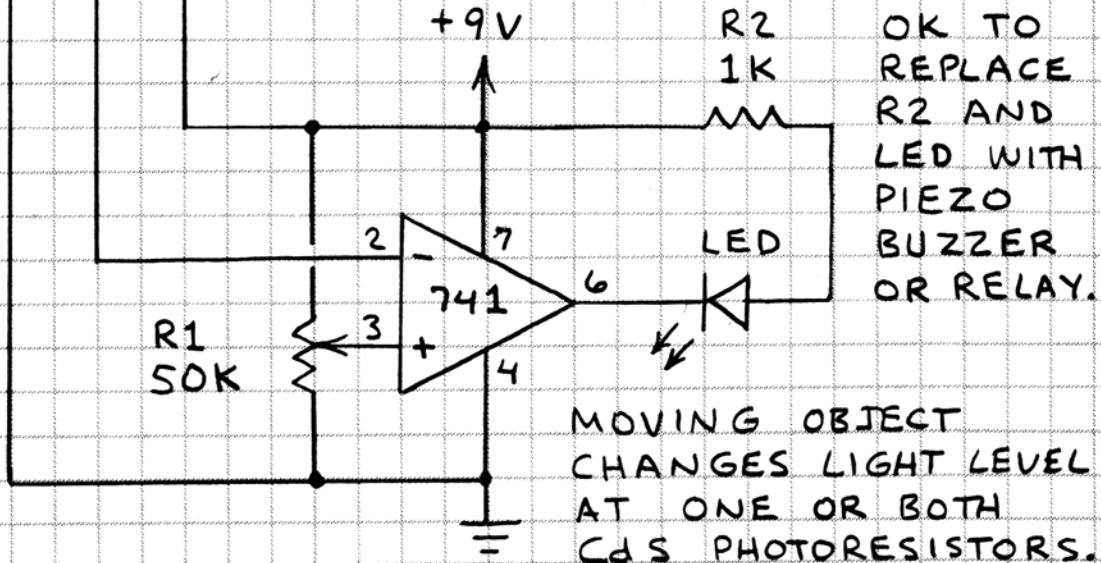 +9V
R2
1K
OK TO
REPLACE
R2 AND
LED WITH
PIEZO
BUZZER
OR RELAY.
LED
2
7
-
741
6
R1
50K
3
+
4
MOVING OBJECT
CHANGES LIGHT LEVEL
AT ONE OR BOTH
CdS PHOTORESISTORS.